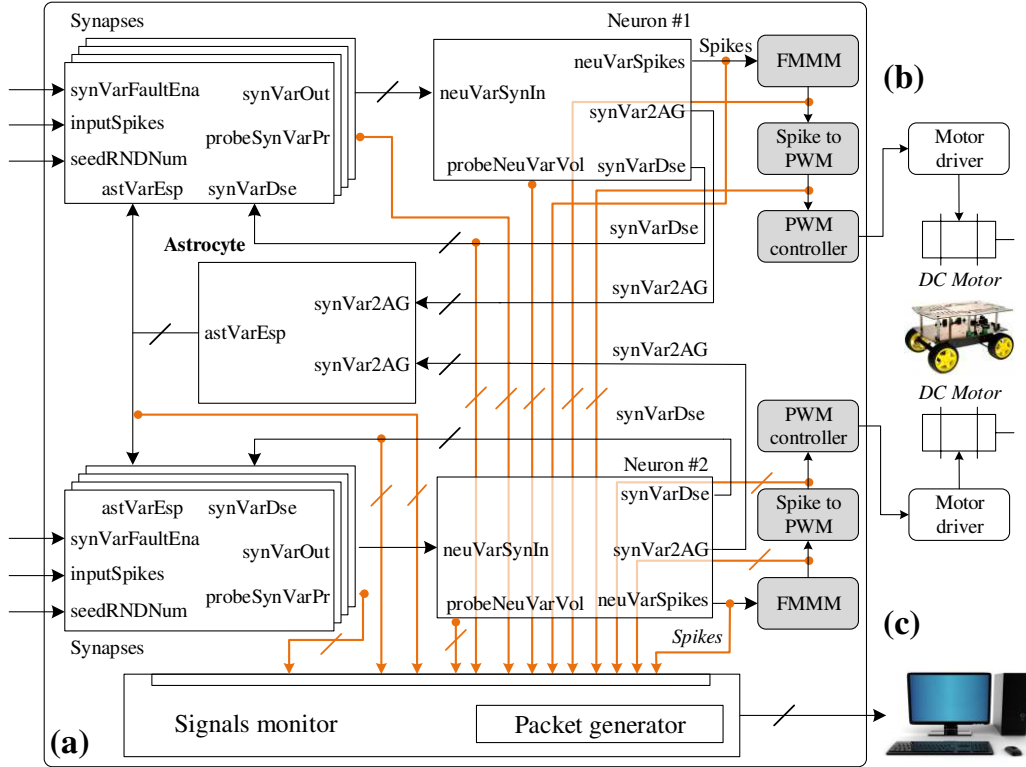 Synapses
synVarFaultEna
inputSpikes
seedRNDNum
synVarOut
probeSynVarPr
astVarEsp
synVarDse
Neuron #1
neuVarSynIn
neuVarSpikes
synVar2AG
probeNeuVarVol
synVarDse
Spikes
FMMM
Spike to
PWM
PWM
controller
(b)
Motor
driver
DC Motor
synVarDse
Astrocyte
synVar2AG
astVarEsp
synVar2AG
synVar2AG
synVar2AG
DC Motor
synVarDse
PWM
controller
Motor
driver
astVarEsp
synVarDse
synVarFaultEna
synVarOut
inputSpikes
probeSynVarPr
seedRNDNum
Synapses
Neuron #2
synVarDse
neuVarSynIn
synVar2AG
probeNeuVarVol
neuVarSpikes
Spike to
PWM
FMMM
Spikes
(c)
(a)
Signals monitor
Packet generator